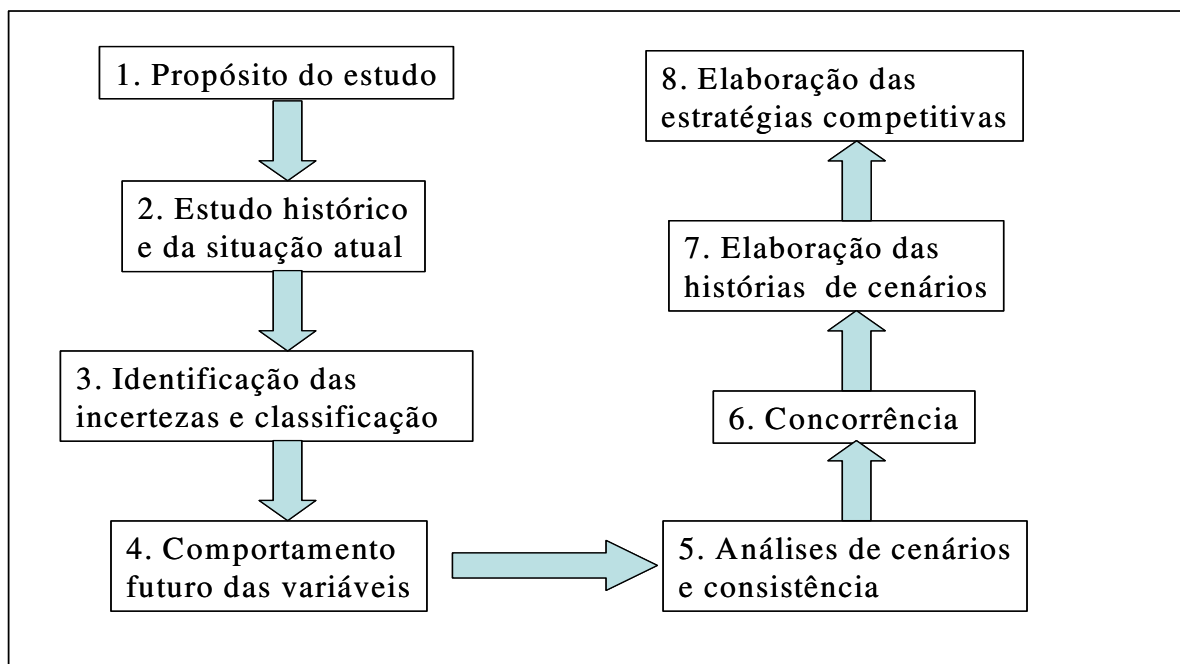 1. Propósito do estudo
2. Estudo histórico
e da situação atual
3. Identificação das
incertezas e classificação
4. Comportamento
futuro das variáveis
5. Análises de cenários
e consistência
6. Concorrência
7. Elaboração das
histórias de cenários
8. Elaboração das
estratégias competitivas